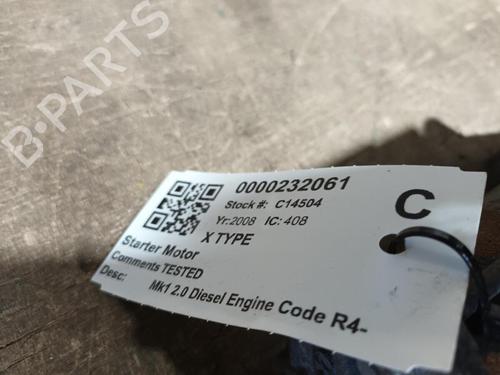 B-PARTS
0000232061
Stock #: C14504
Yr:2008 IC: 408
X TYPE
C
Starter Motor
Comments TESTED
Desc: Mk1 2.0 Diesel Engine Code R4-